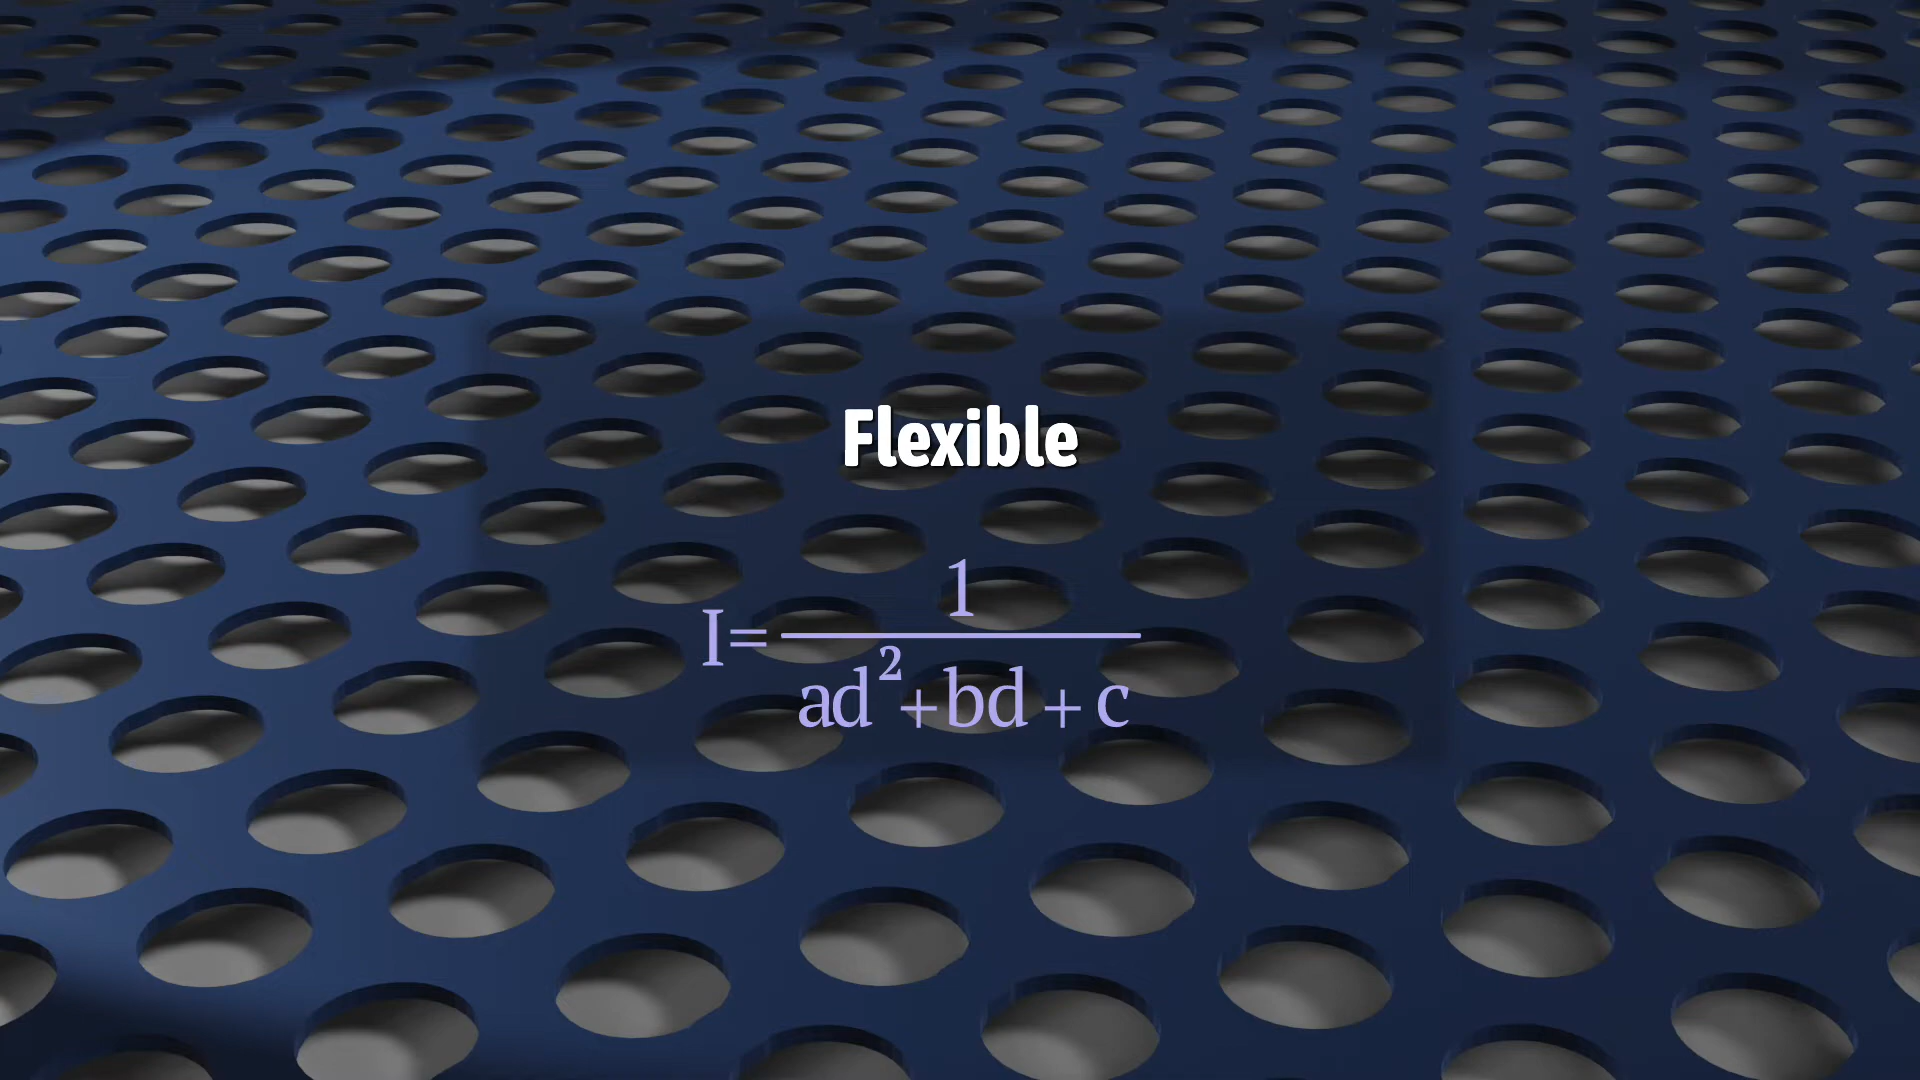 Flexible
I = 1 / (ad² + bd + c)